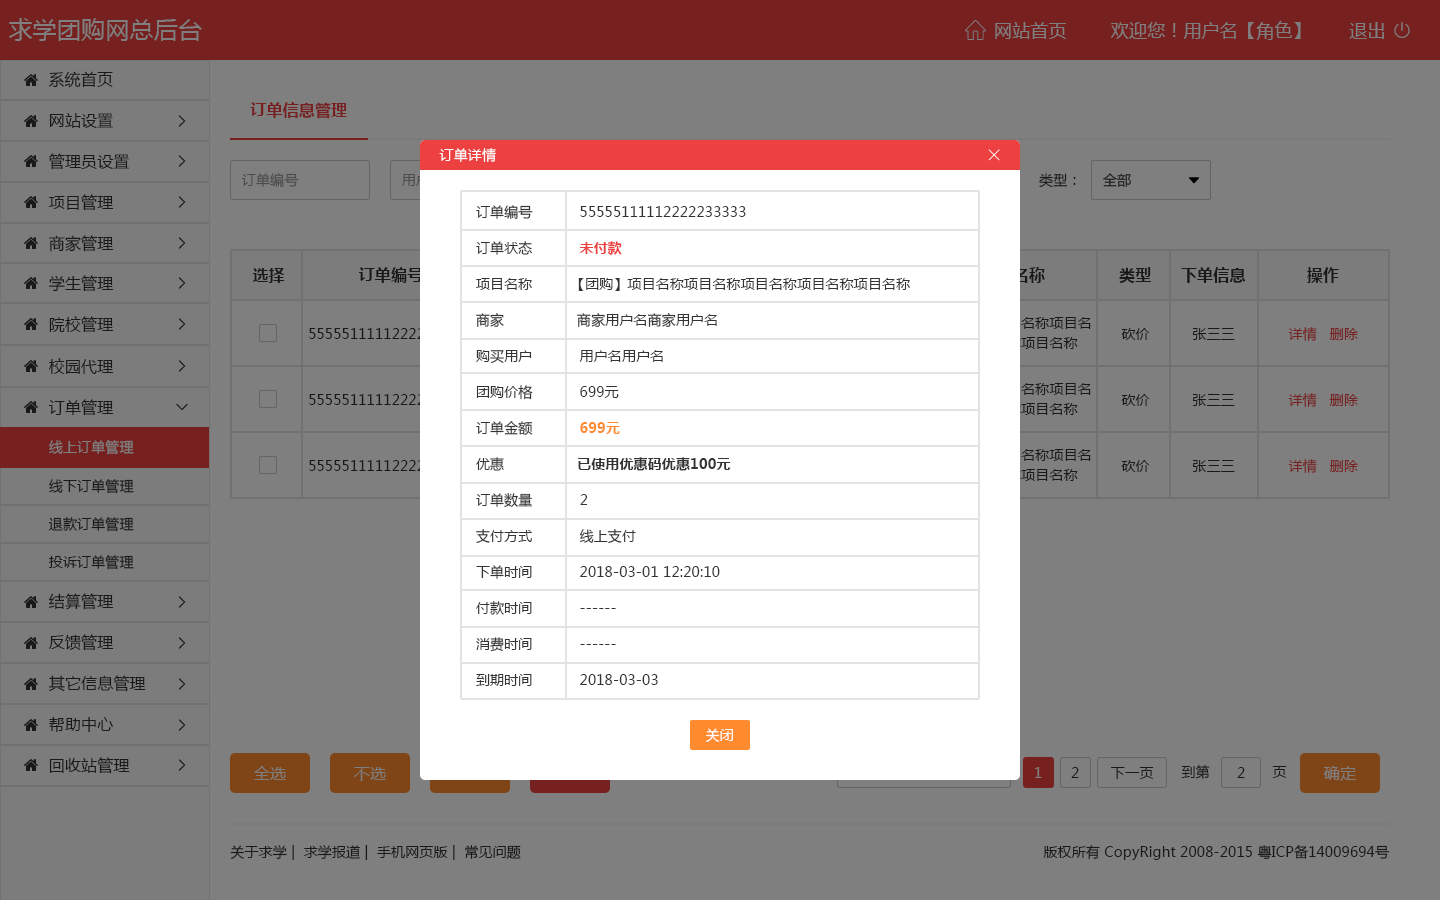 求学团购网总后台
网站首页 欢迎您！用户名【角色】 退出
系统首页
网站设置
管理员设置
项目管理
商家管理
学生管理
院校管理
校园代理
订单管理
线上订单管理
线下订单管理
退款订单管理
投诉订单管理
结算管理
反馈管理
其它信息管理
帮助中心
回收站管理
订单信息管理
订单编号 类型： 全部
选择 订单编号 名称 类型 下单信息 操作
555551111122 名称项目名 砍价 张三三 详情 删除
项目名称
555551111122 名称项目名 砍价 张三三 详情 删除
项目名称
555551111122 名称项目名 砍价 张三三 详情 删除
项目名称
订单详情
订单编号 55555111112222233333
订单状态 未付款
项目名称 【团购】项目名称项目名称项目名称项目名称项目名称
商家 商家用户名商家用户名
购买用户 用户名用户名
团购价格 699元
订单金额 699元
优惠 已使用优惠码优惠100元
订单数量 2
支付方式 线上支付
下单时间 2018-03-01 12:20:10
付款时间 ------
消费时间 ------
到期时间 2018-03-03
关闭
全选 不选 1 2 下一页 到第 2 页 确定
关于求学 | 求学报道 | 手机网页版 | 常见问题
版权所有 CopyRight 2008-2015 粤ICP备14009694号